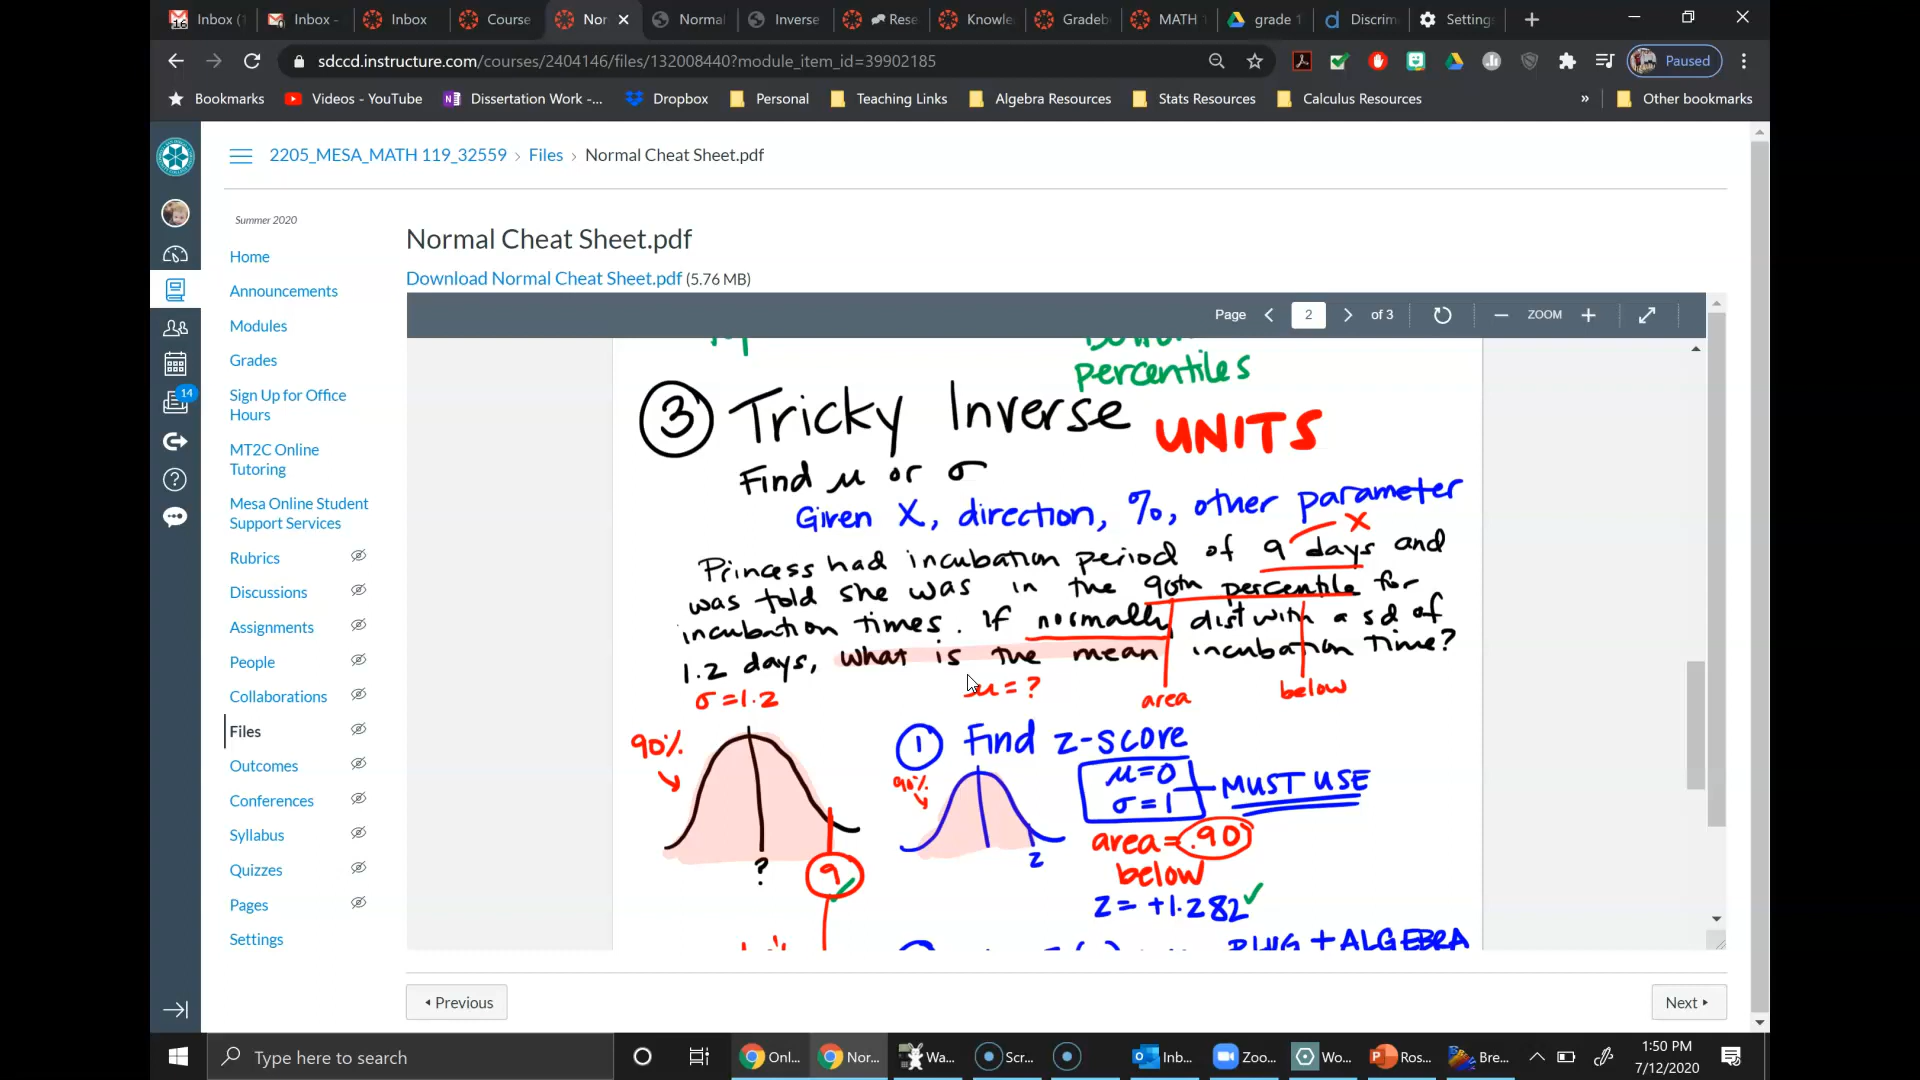 Inbox (
Inbox -
Inbox
Course
Nor
Normal
Inverse
Rese
Knowle
Gradeb
MATH
grade 1
Discrim
Setting
sdccd.instructure.com/courses/2404146/files/132008440?module_item_id=39902185
Paused
Bookmarks
Videos - YouTube
Dissertation Work -...
Dropbox
Personal
Teaching Links
Algebra Resources
Stats Resources
Calculus Resources
»
Other bookmarks
2205_MESA_MATH 119_32559 › Files › Normal Cheat Sheet.pdf
Summer 2020
Home
Announcements
Modules
Grades
Sign Up for Office
Hours
MT2C Online
Tutoring
Mesa Online Student
Support Services
Rubrics
Discussions
Assignments
People
Collaborations
Files
Outcomes
Conferences
Syllabus
Quizzes
Pages
Settings
14
Normal Cheat Sheet.pdf
Download Normal Cheat Sheet.pdf (5.76 MB)
Page 2 of 3 ZOOM
percentiles
③ Tricky Inverse UNITS
Find μ or σ
Given X, direction, %, other parameter
X
Princess had incubation period of 9 days and
was told she was in the 90th percentile for
incubation times. If normally dist with a sd of
1.2 days, what is the mean incubation time?
σ = 1.2
μ = ?
area
below
90%
?
9
① Find z-score
90%
z
μ = 0
σ = 1
MUST USE
area = .90
below
z = +1.282
PLUG + ALGEBRA
Previous
Next
Type here to search
Onl...
Nor...
Wa...
Scr...
Inb...
Zoo...
Wo...
Ros...
Bre...
1:50 PM
7/12/2020